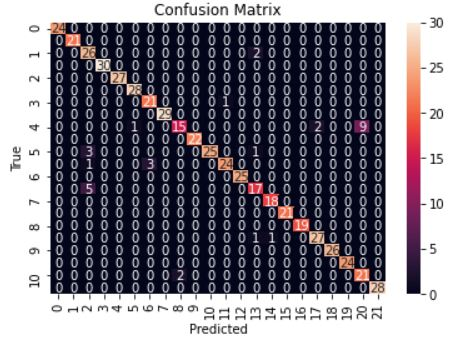 Confusion Matrix
0 24 0 0 0 0 0 0 0 0 0 0 0 0 0 0 0 0 0 0 0 0 0
0 21 0 0 0 0 0 0 0 0 0 0 0 0 0 0 0 0 0 0 0 0
1 0 0 26 0 0 0 0 0 0 0 0 0 0 2 0 0 0 0 0 0 0 0
0 0 0 30 0 0 0 0 0 0 0 0 0 0 0 0 0 0 0 0 0 0
2 0 0 0 0 27 0 0 0 0 0 0 0 0 0 0 0 0 0 0 0 0 0
0 0 0 0 0 28 0 0 0 0 0 0 0 0 0 0 0 0 0 0 0 0
3 0 0 0 0 0 0 21 0 0 0 0 1 0 0 0 0 0 0 0 0 0 0
0 0 0 0 0 0 0 29 0 0 0 0 0 0 0 0 0 0 0 0 0 0
4 0 0 0 0 0 1 0 0 15 0 0 0 0 0 0 0 0 2 0 0 9 0
0 0 0 0 0 0 0 0 0 22 0 0 0 0 0 0 0 0 0 0 0 0
5 0 0 3 0 0 0 0 0 0 0 25 0 0 1 0 0 0 0 0 0 0 0
0 0 1 0 0 0 3 0 0 0 0 24 0 0 0 0 0 0 0 0 0 0
6 0 0 0 0 0 0 0 0 0 0 0 0 25 0 0 0 0 0 0 0 0 0
0 0 5 0 0 0 0 0 0 0 0 0 0 17 0 0 0 0 0 0 0 0
7 0 0 0 0 0 0 0 0 0 0 0 0 0 0 18 0 0 0 0 0 0 0
0 0 0 0 0 0 0 0 0 0 0 0 0 0 0 21 0 0 0 0 0 0
8 0 0 0 0 0 0 0 0 0 0 0 0 0 0 0 0 19 0 0 0 0 0
0 0 0 0 0 0 0 0 0 0 0 0 0 1 1 0 0 27 0 0 0 0
9 0 0 0 0 0 0 0 0 0 0 0 0 0 0 0 0 0 0 26 0 0 0
0 0 0 0 0 0 0 0 0 0 0 0 0 0 0 0 0 0 0 24 0 0
10 0 0 0 0 0 0 0 0 2 0 0 0 0 0 0 0 0 0 0 0 21 0
0 0 0 0 0 0 0 0 0 0 0 0 0 0 0 0 0 0 0 0 0 28
0 1 2 3 4 5 6 7 8 9 10 11 12 13 14 15 16 17 18 19 20 21
Predicted
True
30
25
20
15
10
5
0